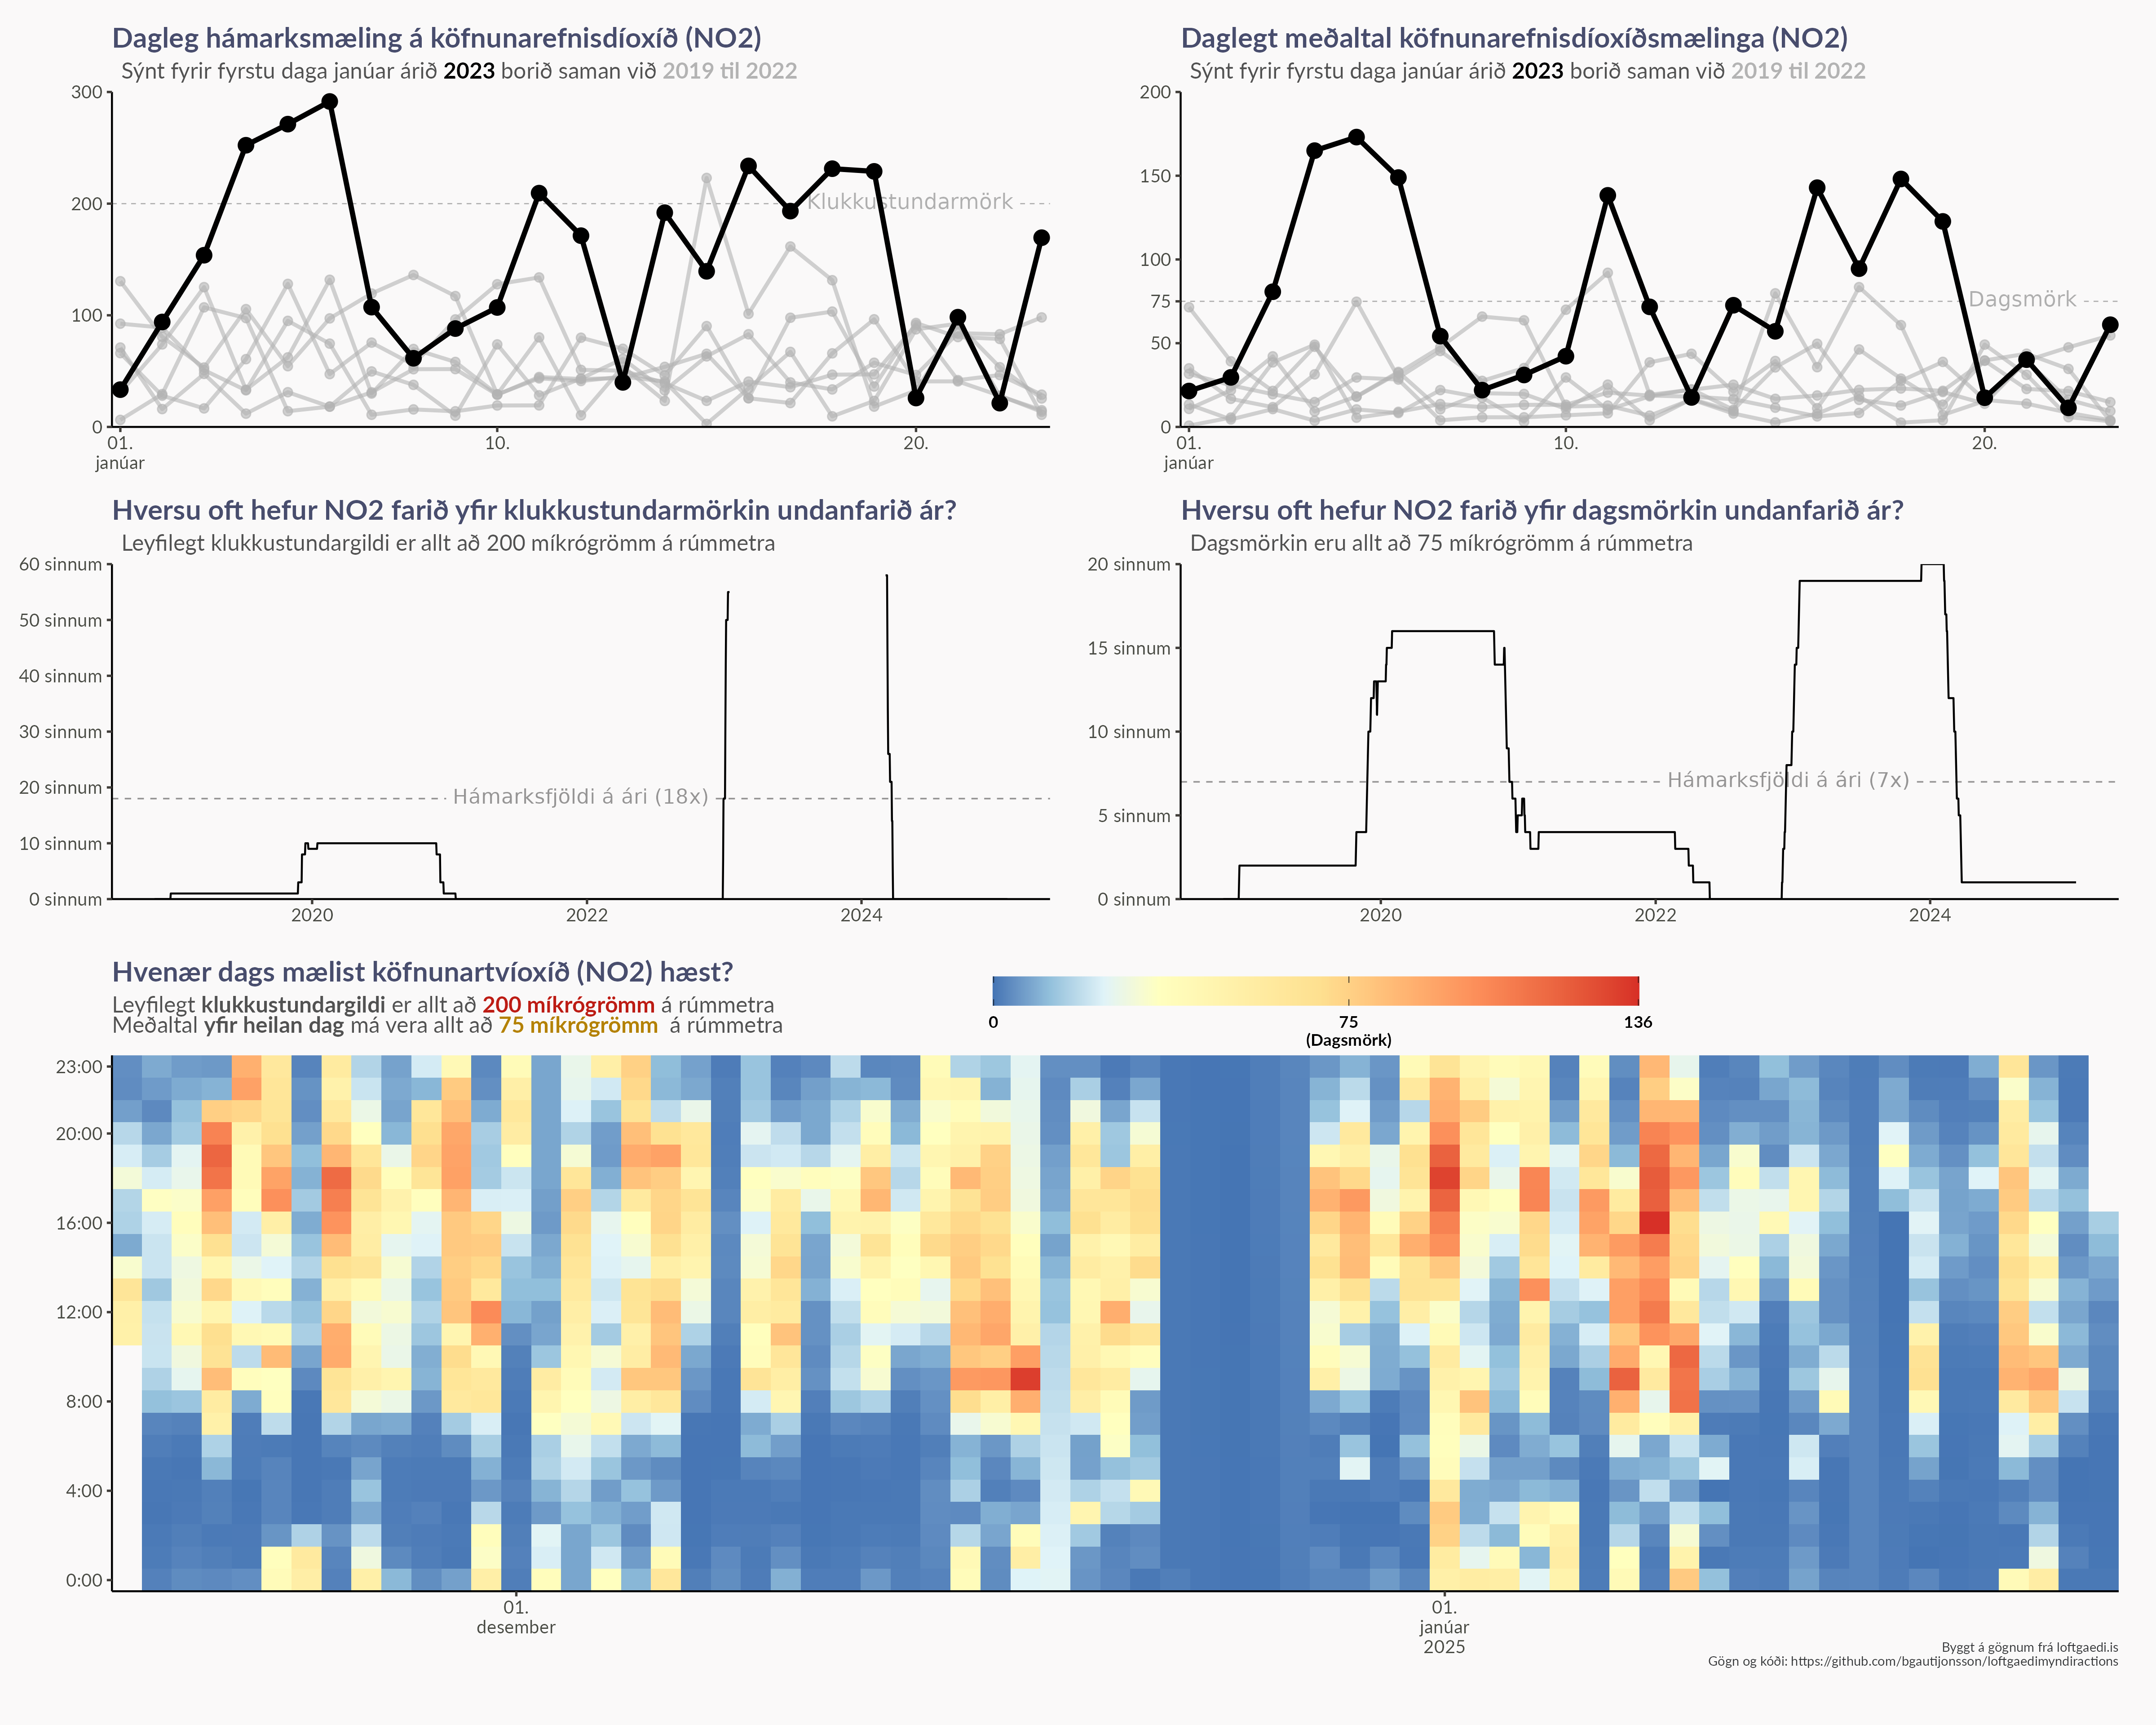 Dagleg hámarksmæling á köfnunarefnisdíoxíð (NO2)
Sýnt fyrir fyrstu daga janúar árið 2023 borið saman við 2019 til 2022
300
200
100
0
Klukkustundarmörk
01.
janúar
10.
20.
Daglegt meðaltal köfnunarefnisdíoxíðsmælinga (NO2)
Sýnt fyrir fyrstu daga janúar árið 2023 borið saman við 2019 til 2022
200
150
100
75
50
0
Dagsmörk
01.
janúar
10.
20.
Hversu oft hefur NO2 farið yfir klukkustundarmörkin undanfarið ár?
Leyfilegt klukkustundargildi er allt að 200 míkrógrömm á rúmmetra
60 sinnum
50 sinnum
40 sinnum
30 sinnum
20 sinnum
10 sinnum
0 sinnum
Hámarksfjöldi á ári (18x)
2020
2022
2024
Hversu oft hefur NO2 farið yfir dagsmörkin undanfarið ár?
Dagsmörkin eru allt að 75 míkrógrömm á rúmmetra
20 sinnum
15 sinnum
10 sinnum
5 sinnum
0 sinnum
Hámarksfjöldi á ári (7x)
2020
2022
2024
Hvenær dags mælist köfnunartvíoxíð (NO2) hæst?
Leyfilegt klukkustundargildi er allt að 200 míkrógrömm á rúmmetra
Meðaltal yfir heilan dag má vera allt að 75 míkrógrömm á rúmmetra
0
75
(Dagsmörk)
136
23:00
20:00
16:00
12:00
8:00
4:00
0:00
01.
desember
01.
janúar
2025
Byggt á gögnum frá loftgaedi.is
Gögn og kóði: https://github.com/bgautijonsson/loftgaedimyndiractions